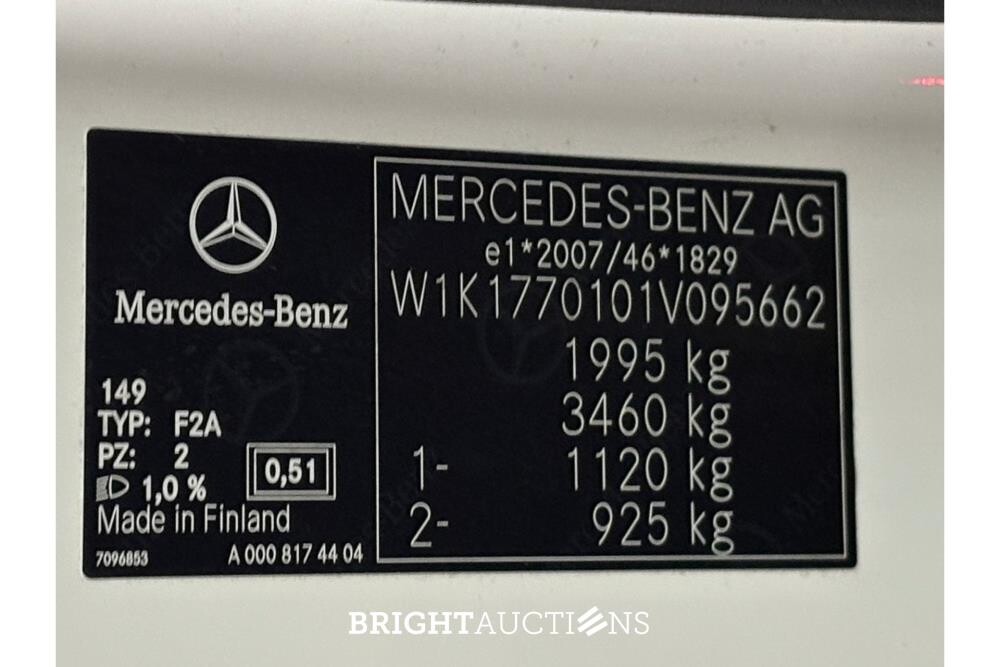 Mercedes-Benz
149
TYP: F2A
PZ: 2
1,0 %
0,51
Made in Finland
7096853
A 000 817 44 04
MERCEDES-BENZ AG
e1*2007/46*1829
W1K1770101V095662
1995 kg
3460 kg
1- 1120 kg
2- 925 kg
BRIGHTAUCTIONS